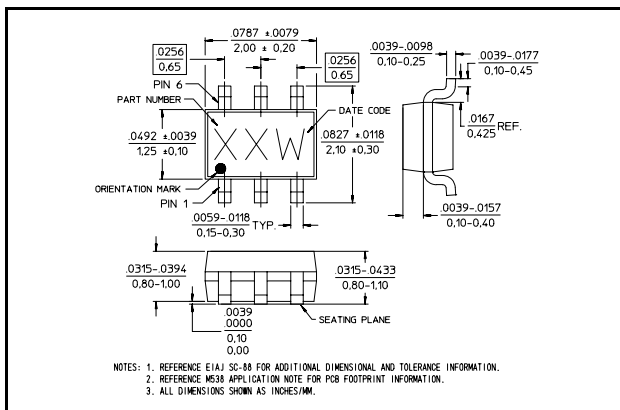 .0787 ±.0079
2,00 ± 0,20
.0256
0,65
.0256
0.65
.0039-.0098
0,10-0,25
.0039-.0177
0,10-0,45
PIN 6
PART NUMBER
DATE CODE
.0492 ±.0039
1,25 ±0,10
XXW
.0827 ±.0118
2,10 ±0,30
.0167
0,425
REF.
ORIENTATION MARK
PIN 1
.0059-.0118
0,15-0,30
TYP.
.0039-.0157
0,10-0,40
.0315-.0394
0,80-1,00
.0315-.0433
0,80-1,10
.0039
.0000
0,10
0,00
SEATING PLANE
NOTES: 1. REFERENCE EIAJ SC-88 FOR ADDITIONAL DIMENSIONAL AND TOLERANCE INFORMATION.
2. REFERENCE M538 APPLICATION NOTE FOR PCB FOOTPRINT INFORMATION.
3. ALL DIMENSIONS SHOWN AS INCHES/MM.